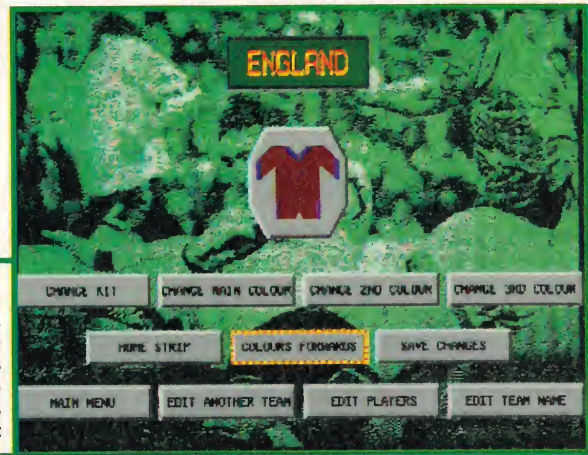 ENGLAND
CHANGE KIT CHANGE MAIN COLOUR CHANGE 2ND COLOUR CHANGE 3RD COLOUR
HOME STRIP COLOURS FORWARDS SAVE CHANGES
MAIN MENU EDIT ANOTHER TEAM EDIT PLAYERS EDIT TEAM NAME